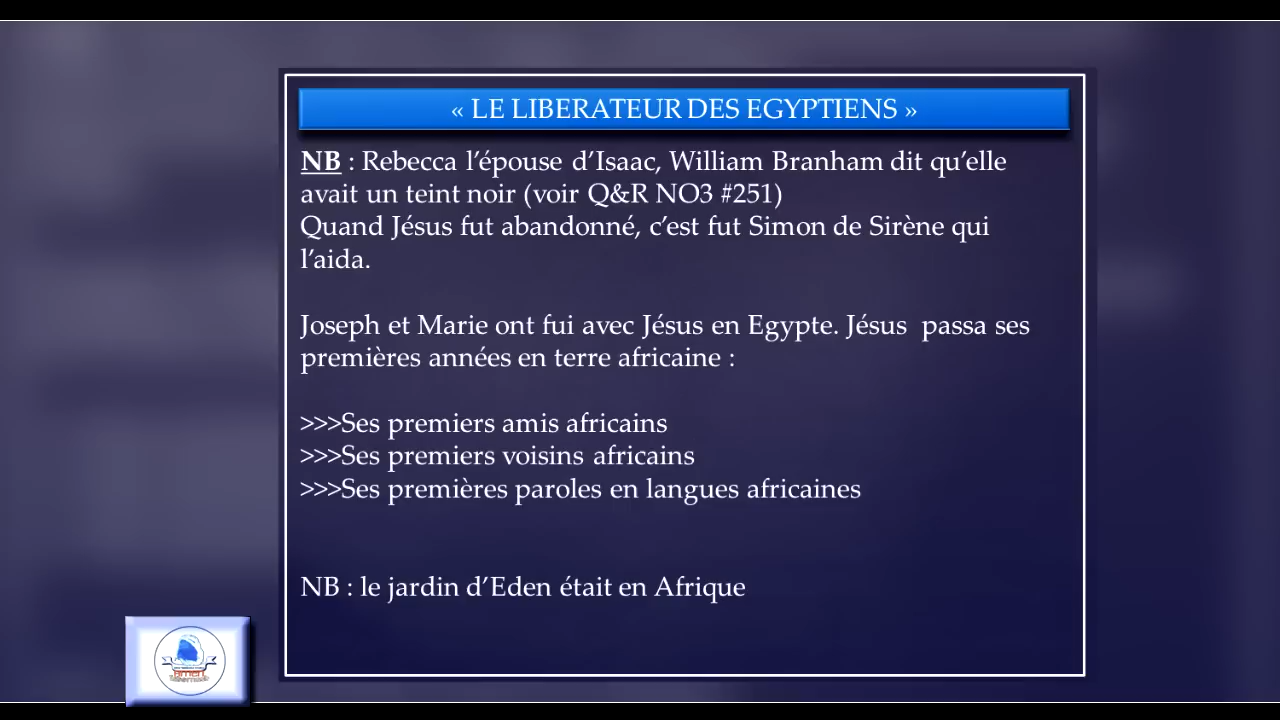 « LE LIBERATEUR DES EGYPTIENS »
NB : Rebecca l’épouse d’Isaac, William Branham dit qu’elle
avait un teint noir (voir Q&R NO3 #251)
Quand Jésus fut abandonné, c’est fut Simon de Sirène qui
l’aida.
Joseph et Marie ont fui avec Jésus en Egypte. Jésus passa ses
premières années en terre africaine :
>>>Ses premiers amis africains
>>>Ses premiers voisins africains
>>>Ses premières paroles en langues africaines
NB : le jardin d’Eden était en Afrique